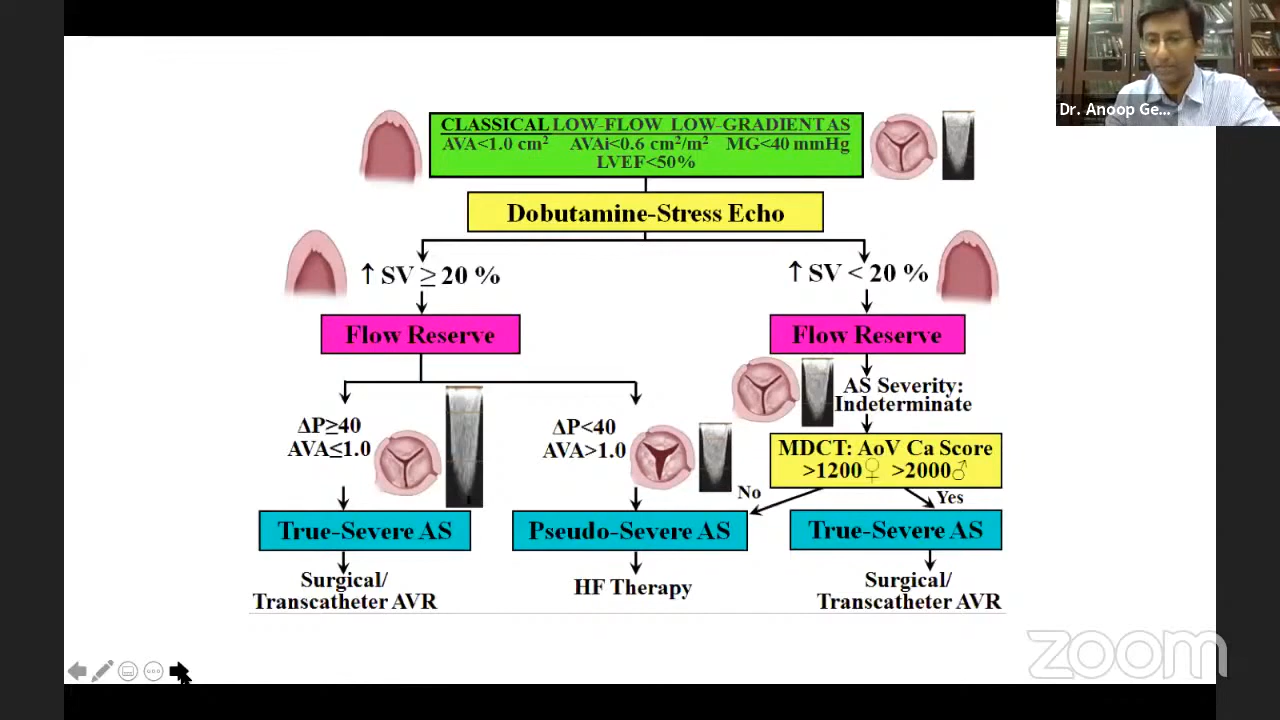 Dr. Anoop Ge...
CLASSICAL LOW-FLOW LOW-GRADIENT AS
AVA<1.0 cm² AVAi<0.6 cm²/m² MG<40 mmHg
LVEF<50%
Dobutamine-Stress Echo
↑ SV ≥ 20 %
↑ SV < 20 %
Flow Reserve
Flow Reserve
AS Severity:
Indeterminate
ΔP≥40
AVA≤1.0
ΔP<40
AVA>1.0
MDCT: AoV Ca Score
>1200♀ >2000♂
No
Yes
True-Severe AS
Pseudo-Severe AS
True-Severe AS
Surgical/
Transcatheter AVR
HF Therapy
Surgical/
Transcatheter AVR
zoom